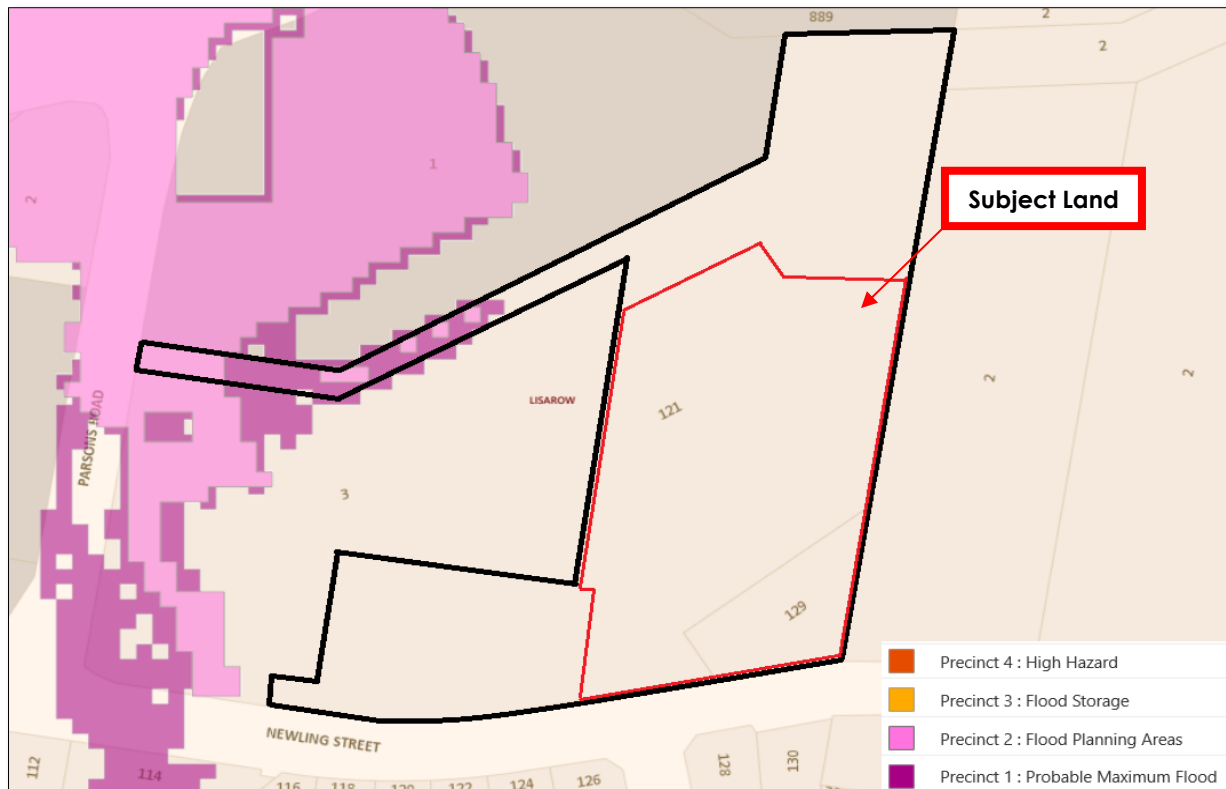 889
2
2
1
2
Subject Land
2
2
LISAROW
121
PARSONS ROAD
3
129
NEWLING STREET
112
114
116
118
120
122
124
126
128
130
Precinct 4 : High Hazard
Precinct 3 : Flood Storage
Precinct 2 : Flood Planning Areas
Precinct 1 : Probable Maximum Flood